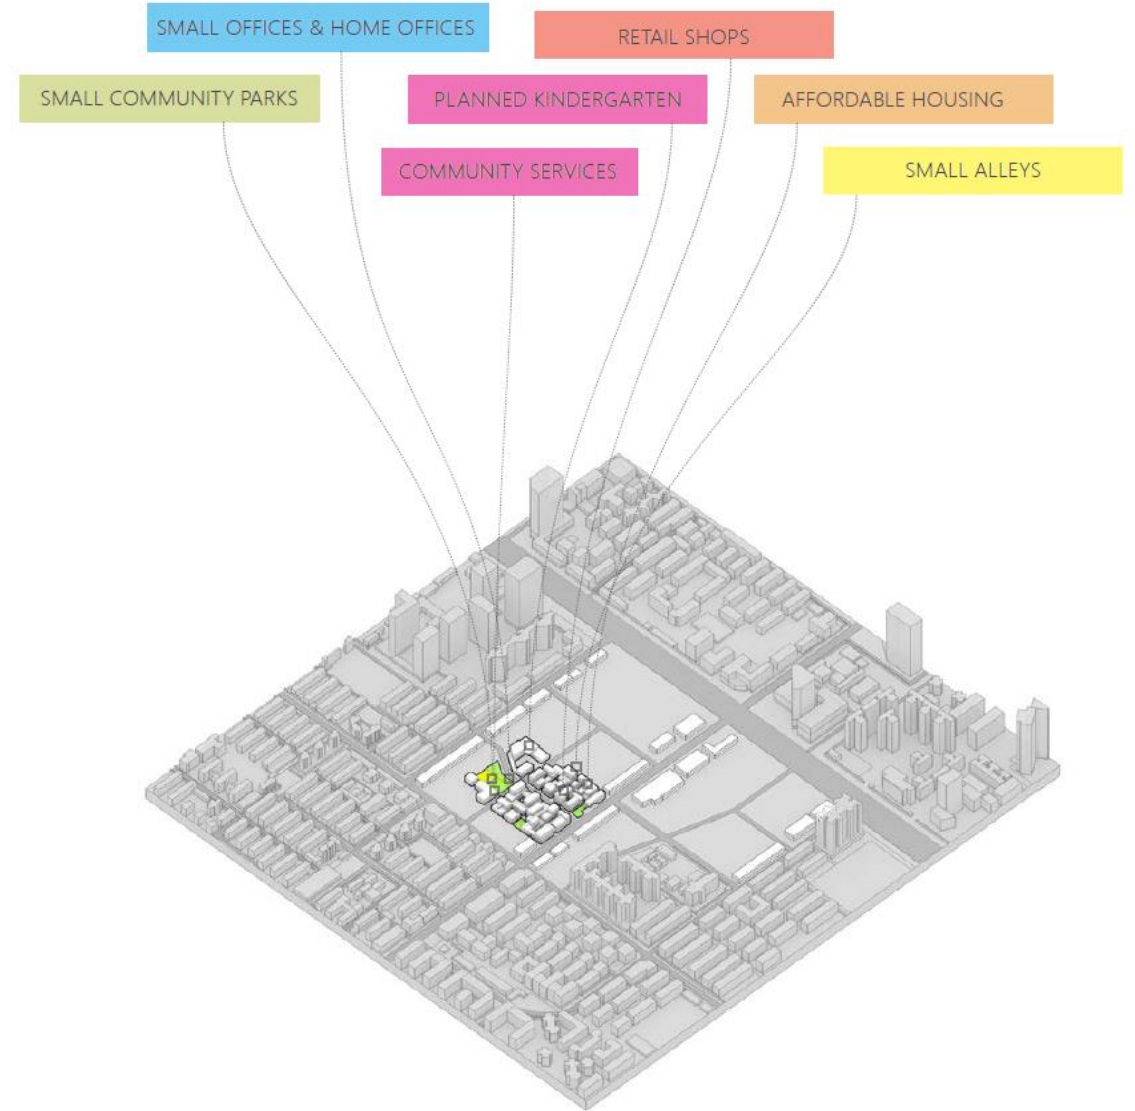 SMALL OFFICES & HOME OFFICES
RETAIL SHOPS
SMALL COMMUNITY PARKS
PLANNED KINDERGARTEN
AFFORDABLE HOUSING
COMMUNITY SERVICES
SMALL ALLEYS